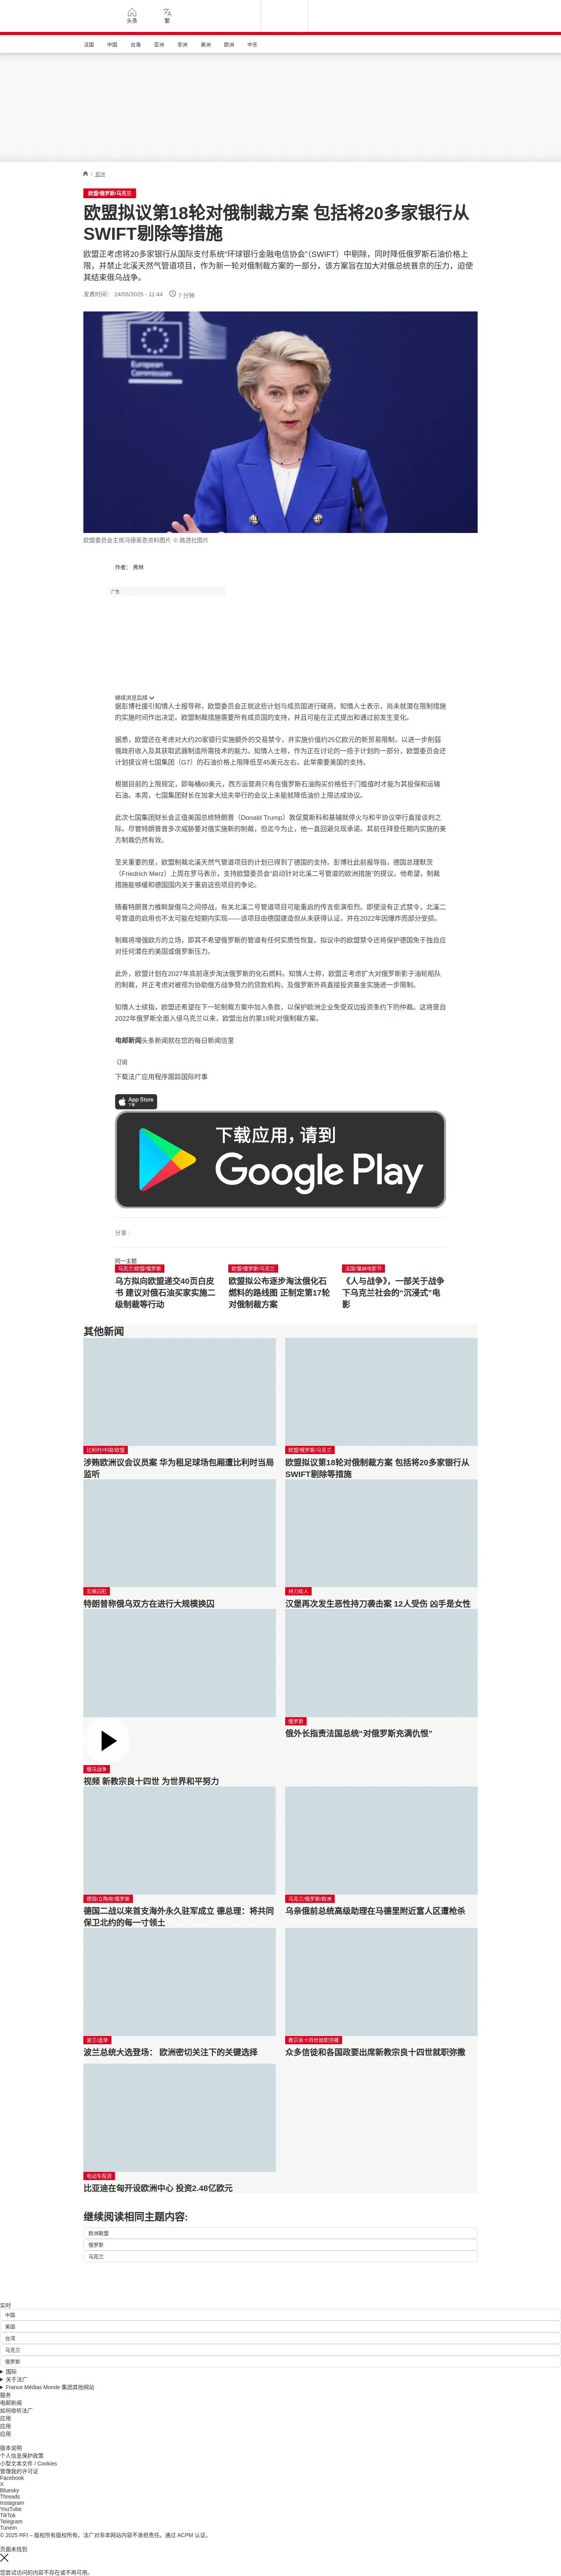 头条
繁
法国 中国 台海 亚洲 非洲 美洲 欧洲 中东
/ 欧洲
欧盟/俄罗斯/乌克兰
欧盟拟议第18轮对俄制裁方案 包括将20多家银行从
SWIFT剔除等措施
欧盟正考虑将20多家银行从国际支付系统“环球银行金融电信协会”（SWIFT）中剔除，同时降低俄罗斯石油价格上
限，并禁止北溪天然气管道项目，作为新一轮对俄制裁方案的一部分，该方案旨在加大对俄总统普京的压力，迫使
其结束俄乌战争。
发表时间： 24/05/2025 - 11:44 7 分钟
欧盟委员会主席冯德莱恩资料图片 © 路透社图片
作者： 弗林
广告
继续浏览后续
据彭博社援引知情人士报导称，欧盟委员会正就这些计划与成员国进行磋商。知情人士表示，尚未就潜在限制措施
的实施时间作出决定。欧盟制裁措施需要所有成员国的支持，并且可能在正式提出和通过前发生变化。
据悉，欧盟还在考虑对大约20家银行实施额外的交易禁令，并实施价值约25亿欧元的新贸易限制，以进一步削弱
俄政府收入及其获取武器制造所需技术的能力。知情人士称，作为正在讨论的一揽子计划的一部分，欧盟委员会还
计划提议将七国集团（G7）的石油价格上限降低至45美元左右。此举需要美国的支持。
根据目前的上限规定，即每桶60美元，西方运营商只有在俄罗斯石油购买价格低于门槛值时才能为其投保和运输
石油。本周，七国集团财长在加拿大班夫举行的会议上未能就降低油价上限达成协议。
此次七国集团财长会正值美国总统特朗普（Donald Trump）敦促莫斯科和基辅就停火与和平协议举行直接谈判之
际。尽管特朗普曾多次威胁要对俄实施新的制裁，但迄今为止，他一直回避兑现承诺。其前任拜登任期内实施的美
方制裁仍然有效。
至关重要的是，欧盟制裁北溪天然气管道项目的计划已得到了德国的支持。彭博社此前报导指，德国总理默茨
（Friedrich Merz）上周在罗马表示，支持欧盟委员会“启动针对北溪二号管道的欧洲措施”的提议。他希望，制裁
措施能够缓和德国国内关于重启这些项目的争论。
随着特朗普力推斡旋俄乌之间停战，有关北溪二号管道项目可能重启的传言愈演愈烈。即使没有正式禁令，北溪二
号管道的启用也不太可能在短期内实现——该项目由德国建造但从未获得认证，并在2022年因爆炸而部分受损。
制裁将增强欧方的立场，即其不希望俄罗斯的管道有任何实质性恢复。拟议中的欧盟禁令还将保护德国免于独自应
对任何潜在的美国或俄罗斯压力。
此外，欧盟计划在2027年底前逐步淘汰俄罗斯的化石燃料。知情人士称，欧盟正考虑扩大对俄罗斯影子油轮船队
的制裁，并正考虑对被视为协助俄方战争努力的贷款机构，及俄罗斯外商直接投资基金实施进一步限制。
知情人士续指，欧盟还希望在下一轮制裁方案中加入条款，以保护欧洲企业免受双边投资条约下的仲裁。这将是自
2022年俄罗斯全面入侵乌克兰以来，欧盟出台的第18轮对俄制裁方案。
电邮新闻头条新闻就在您的每日新闻信里
订阅
下载法广应用程序跟踪国际时事
App Store
下载
下载应用，请到
Google Play
分享 :
同一主题
乌克兰/欧盟/俄罗斯
乌方拟向欧盟递交40页白皮
书 建议对俄石油买家实施二
级制裁等行动
欧盟/俄罗斯/乌克兰
欧盟拟公布逐步淘汰俄化石
燃料的路线图 正制定第17轮
对俄制裁方案
法国/戛纳电影节
《人与战争》，一部关于战争
下乌克兰社会的“沉浸式”电
影
其他新闻
比利时/中国/欧盟
涉贿欧洲议会议员案 华为租足球场包厢遭比利时当局
监听
欧盟/俄罗斯/乌克兰
欧盟拟议第18轮对俄制裁方案 包括将20多家银行从
SWIFT剔除等措施
互换囚犯
特朗普称俄乌双方在进行大规模换囚
持刀砍人
汉堡再次发生恶性持刀袭击案 12人受伤 凶手是女性
俄乌战争
视频 新教宗良十四世 为世界和平努力
俄罗斯
俄外长指责法国总统“对俄罗斯充满仇恨”
德国/立陶宛/俄罗斯
德国二战以来首支海外永久驻军成立 德总理：将共同
保卫北约的每一寸领土
乌克兰/俄罗斯/欧洲
乌亲俄前总统高级助理在马德里附近富人区遭枪杀
波兰/选举
波兰总统大选登场： 欧洲密切关注下的关键选择
教宗良十四世就职弥撒
众多信徒和各国政要出席新教宗良十四世就职弥撒
电动车投资
比亚迪在匈开设欧洲中心 投资2.48亿欧元
继续阅读相同主题内容:
欧洲联盟
俄罗斯
乌克兰
实时
中国
美国
台湾
乌克兰
俄罗斯
国际
关于法广
France Médias Monde 集团其他网站
服务
电邮新闻
如何收听法广
应用
应用
应用
版本说明
个人信息保护政策
小型文本文件 / Cookies
管理我的许可证
Facebook
X
Bluesky
Threads
Instagram
YouTube
TikTok
Telegram
TuneIn
© 2025 RFI – 版权所有版权所有。法广对非本网站内容不承担责任。通过 ACPM 认证。
页面未找到
您尝试访问的内容不存在或不再可用。